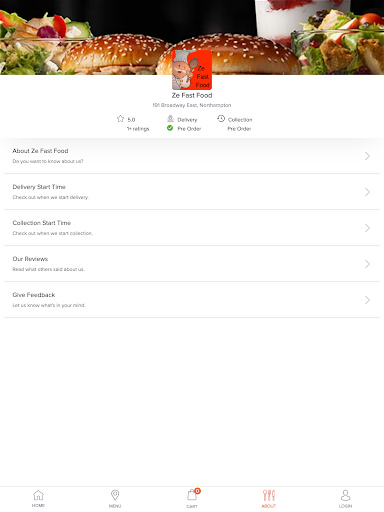 Ze
Fast
Food
Ze Fast Food
191 Broadway East, Northampton
5.0
Delivery
Collection
1+ ratings
Pre Order
Pre Order
About Ze Fast Food
Do you want to know about us?
Delivery Start Time
Check out when we start delivery.
Collection Start Time
Check out when we start collection.
Our Reviews
Read what others said about us.
Give Feedback
Let us know what's in your mind.
0
HOME
MENU
CART
ABOUT
LOGIN